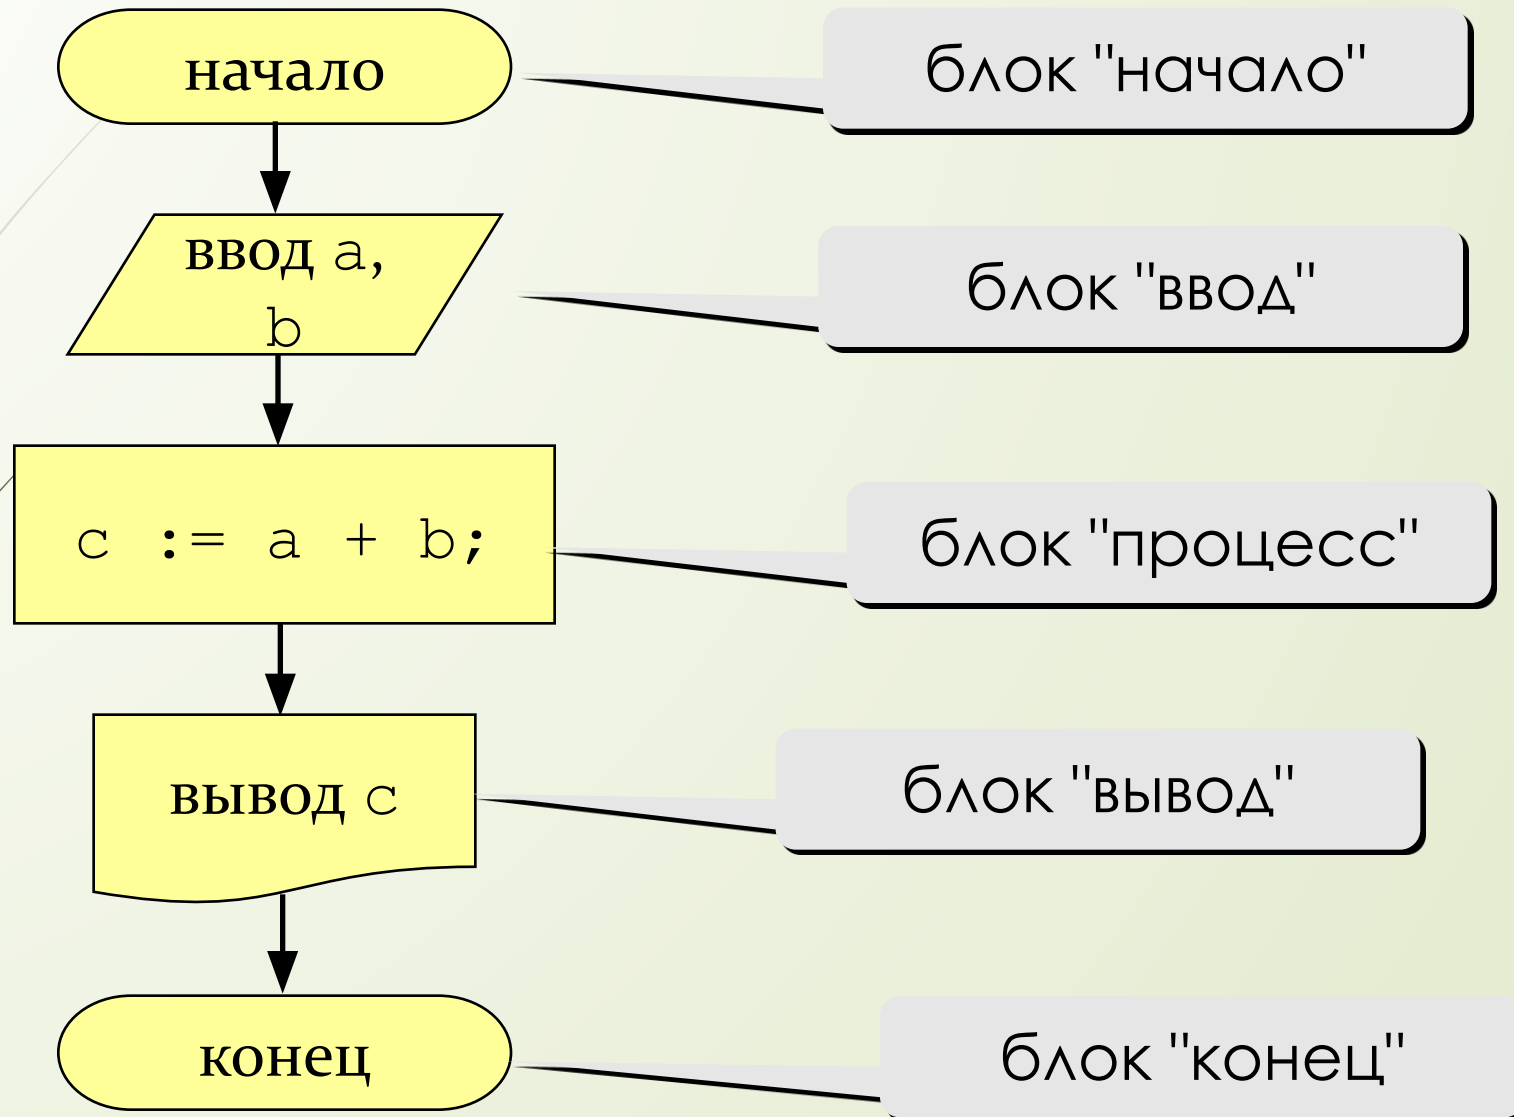 начало
блок "начало"
ввод a,
b
блок "ввод"
c := a + b;
блок "процесс"
вывод c
блок "вывод"
конец
блок "конец"